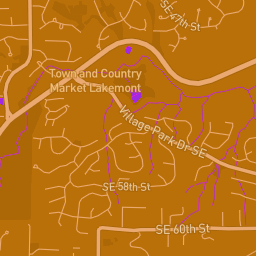 SE 47th St
Town and Country
Market Lakemont
Village Park Dr SE
SE 58th St
SE 60th St